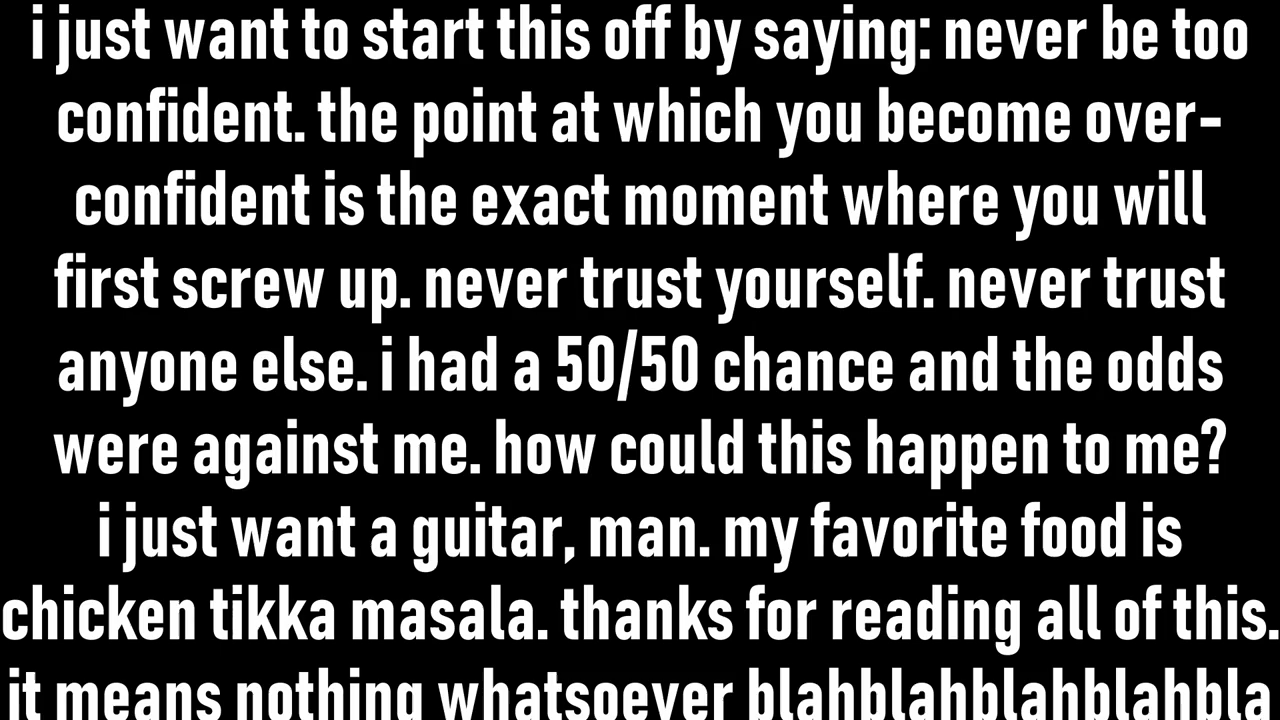 i just want to start this off by saying: never be too
confident. the point at which you become over-
confident is the exact moment where you will
first screw up. never trust yourself. never trust
anyone else. i had a 50/50 chance and the odds
were against me. how could this happen to me?
i just want a guitar, man. my favorite food is
chicken tikka masala. thanks for reading all of this.
it means nothing whatsoever blahblahblahblahbla